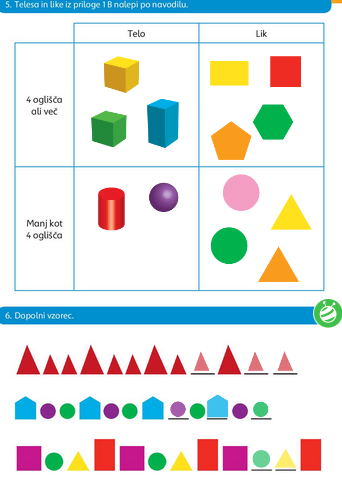 5. Telesa in like iz priloge 1 B nalepi po navodilu.
Telo
Lik
4 oglišča
ali več
Manj kot
4 oglišča
6. Dopolni vzorec.